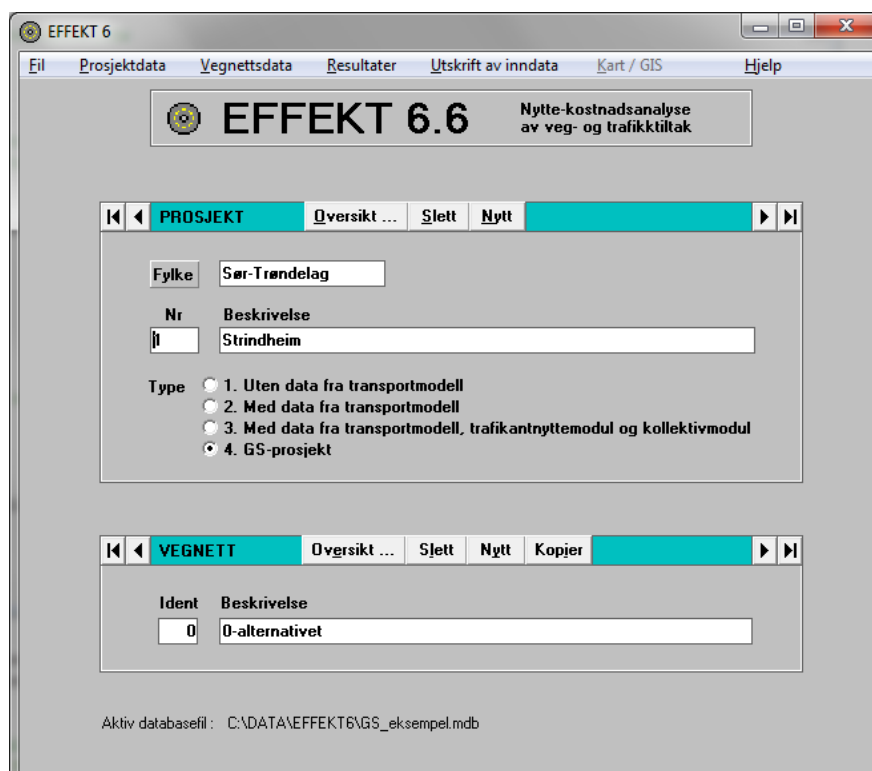 EFFEKT 6
Fil Prosjektdata Vegnettsdata Resultater Utskrift av inndata Kart / GIS Hjelp
EFFEKT 6.6 Nytte-kostnadsanalyse
av veg- og trafikktiltak
PROSJEKT Oversikt ... Slett Nytt
Fylke Sør-Trøndelag
Nr Beskrivelse
1 Strindheim
Type 1. Uten data fra transportmodell
2. Med data fra transportmodell
3. Med data fra transportmodell, trafikantnyttemodul og kollektivmodul
4. GS-prosjekt
VEGNETT Oversikt ... Slett Nytt Kopier
Ident Beskrivelse
0 0-alternativet
Aktiv databasefil : C:\DATA\EFFEKT6\GS_eksempel.mdb